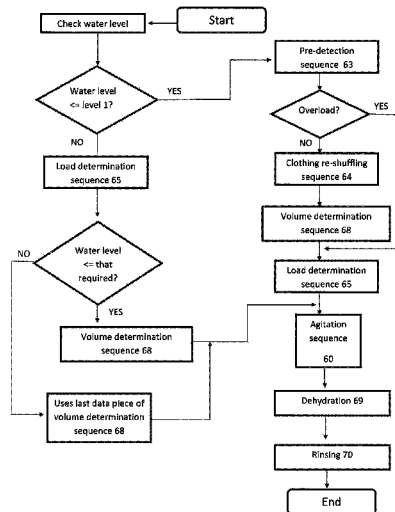 Check water level
Start
Water level
<= level 1?
YES
NO
Load determination
sequence 65
NO
Water level
<= that
required?
YES
Volume determination
sequence 68
Uses last data piece of
volume determination
sequence 68
Pre-detection
sequence 63
Overload?
YES
NO
Clothing re-shuffling
sequence 64
Volume determination
sequence 68
Load determination
sequence 65
Agitation
sequence
60
Dehydration 69
Rinsing 70
End